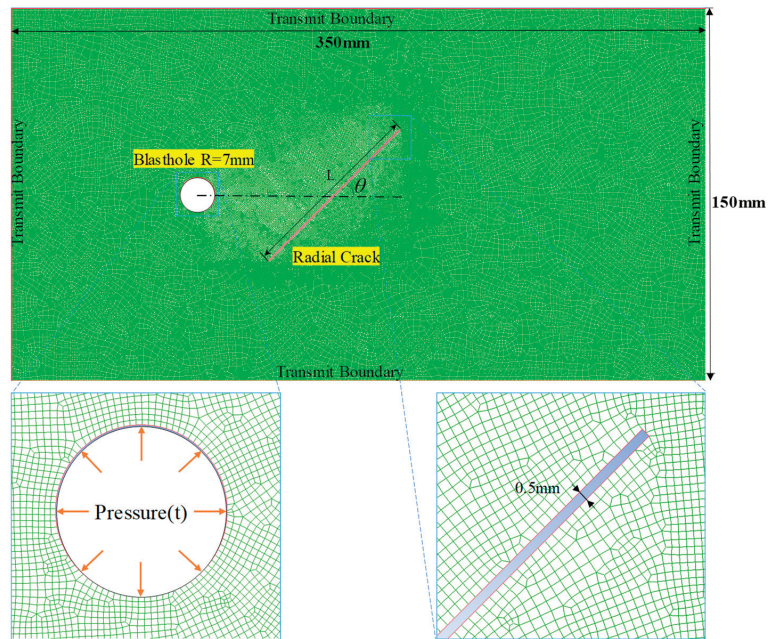 Transmit Boundary
350mm
Blasthole R=7mm
L
θ
Transmit Boundary
Transmit Boundary
150mm
Radial Crack
Transmit Boundary
Pressure(t)
0.5mm